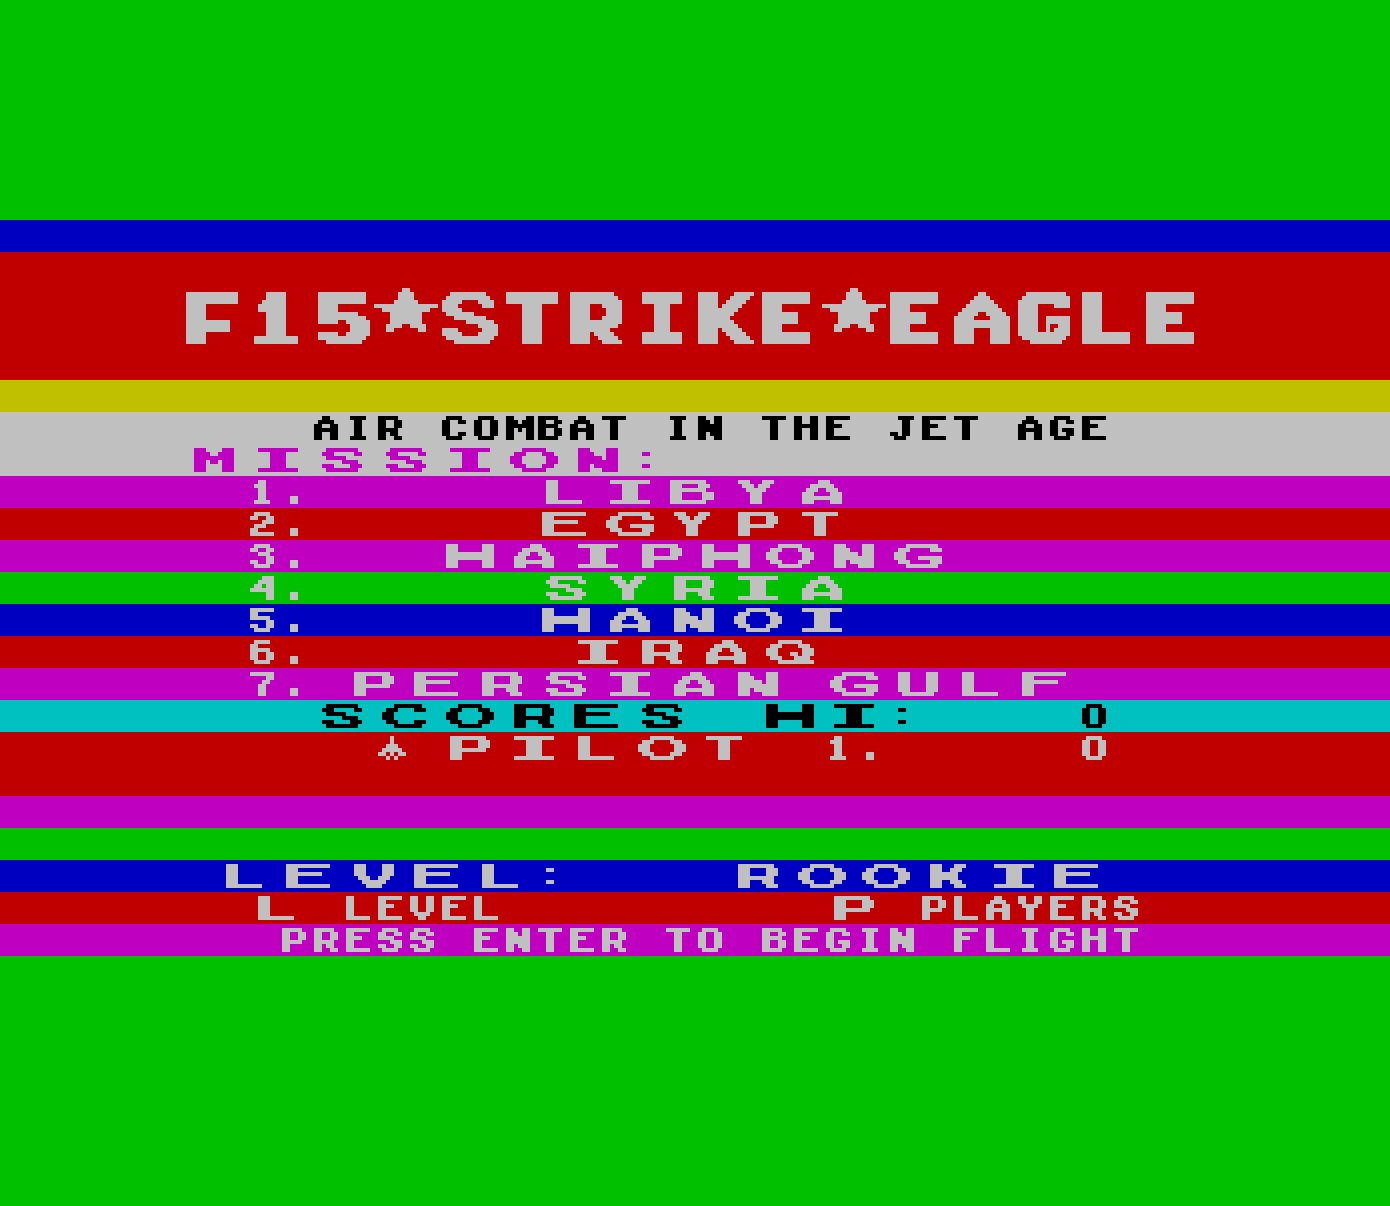 F15★STRIKE★EAGLE
AIR COMBAT IN THE JET AGE
MISSION:
1. LIBYA
2. EGYPT
3. HAIPHONG
4. SYRIA
5. HANOI
6. IRAQ
7. PERSIAN GULF
SCORES HI: 0
PILOT 1. 0
LEVEL: ROOKIE
L LEVEL P PLAYERS
PRESS ENTER TO BEGIN FLIGHT